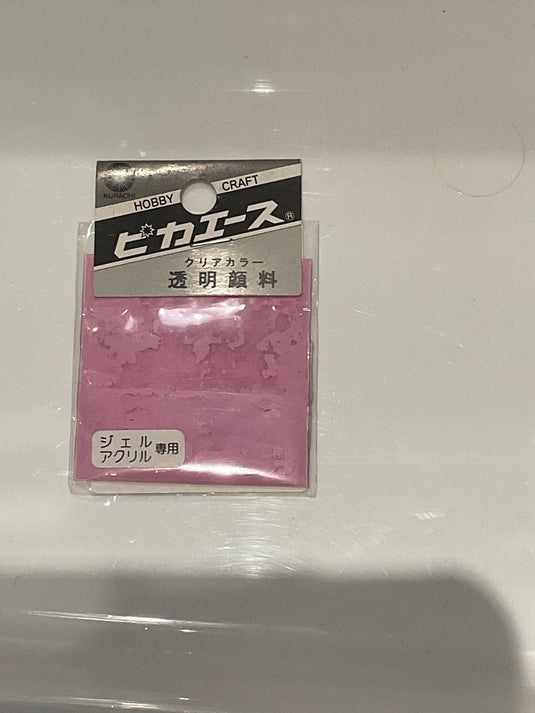 KURACHI
HOBBY CRAFT
ピカエース®
クリアカラー
透明顔料
ジェル
アクリル 専用